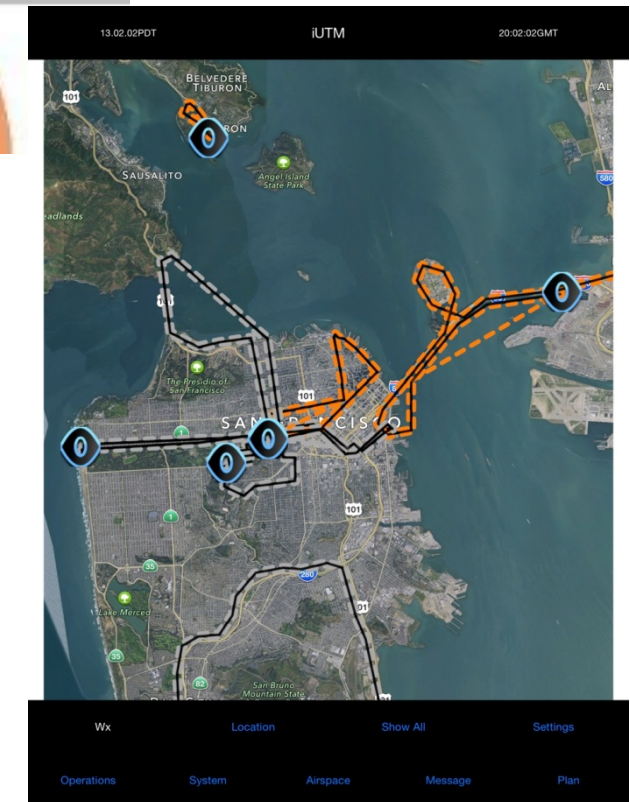 13.02.02PDT
iUTM
20:02:02GMT
BELVEDERE
TIBURON
101
SAUSALITO
Angel Island
State Park
580
eadlands
The Presidio of
San Francisco
101
1
101
1
280
35
Lake Merced
35
82
San Bruno
Mountain State
Wx
Location
Show All
Settings
Operations
System
Airspace
Message
Plan